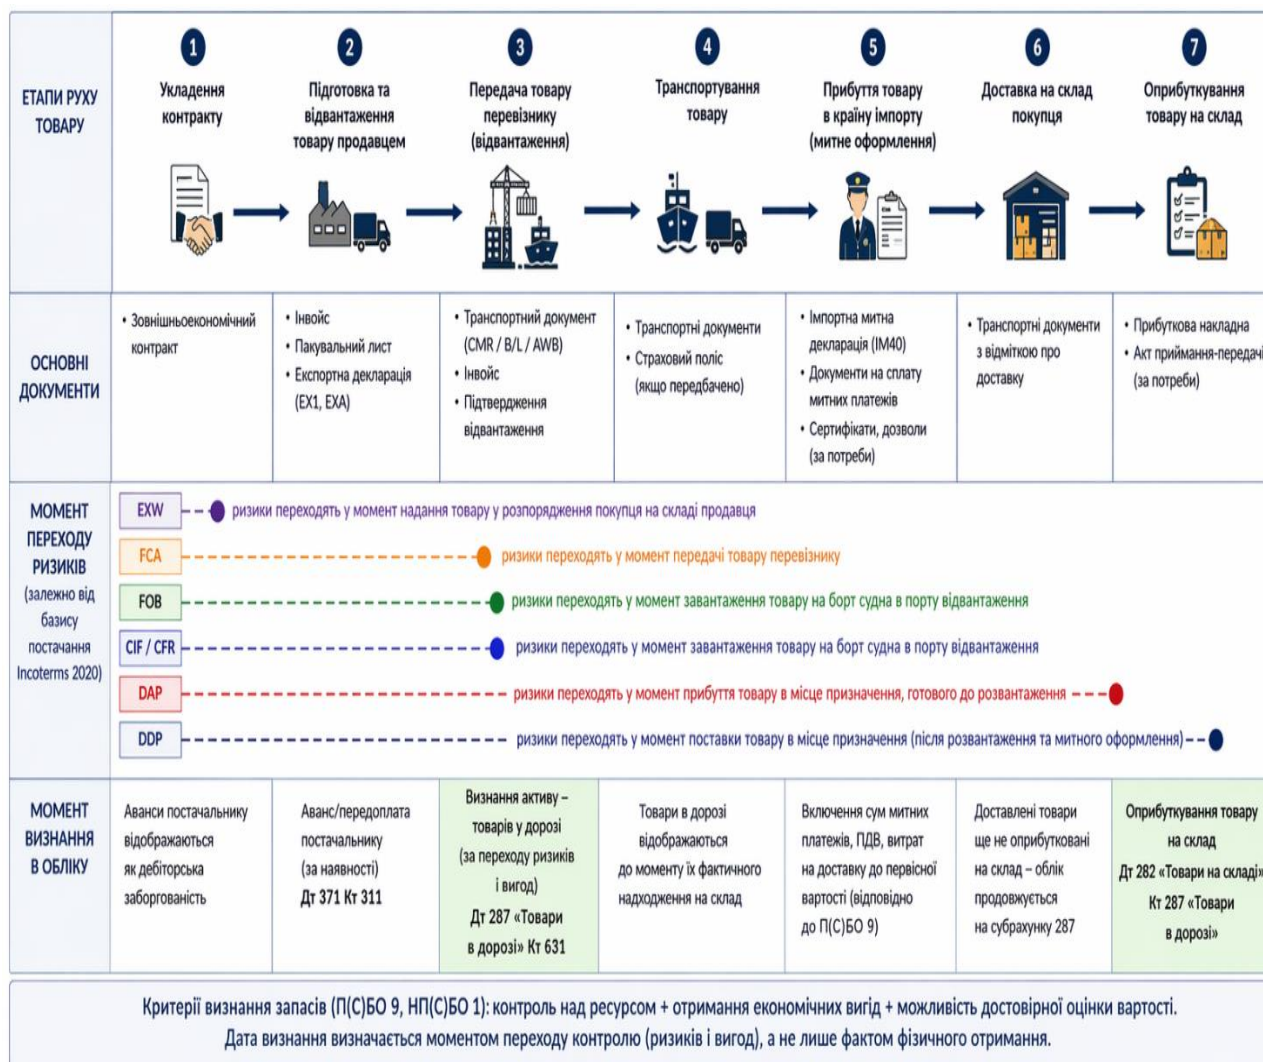 ЕТАПИ РУХУ
ТОВАРУ
1
Укладення
контракту
2
Підготовка та
відвантаження
товару продавцем
3
Передача товару
перевізнику
(відвантаження)
4
Транспортування
товару
5
Прибуття товару
в країну імпорту
(митне оформлення)
6
Доставка на склад
покупця
7
Оприбуткування
товару на склад
ОСНОВНІ
ДОКУМЕНТИ
• Зовнішньоекономічний
контракт
• Інвойс
• Пакувальний лист
• Експортна декларація
(EX1, EXA)
• Транспортний документ
(CMR / B/L / AWB)
• Інвойс
• Підтвердження
відвантаження
• Транспортні документи
• Страховий поліс
(якщо передбачено)
• Імпортна митна
декларація (ІМ40)
• Документи на сплату
митних платежів
• Сертифікати, дозволи
(за потреби)
• Транспортні документи
з відміткою про
доставку
• Прибуткова накладна
• Акт приймання-передачі
(за потреби)
МОМЕНТ
ПЕРЕХОДУ
РИЗИКІВ
(залежно від
базису
постачання
Incoterms 2020)
EXW
ризики переходять у момент надання товару у розпорядження покупця на складі продавця
FCA
ризики переходять у момент передачі товару перевізнику
FOB
ризики переходять у момент завантаження товару на борт судна в порту відвантаження
CIF / CFR
ризики переходять у момент завантаження товару на борт судна в порту відвантаження
DAP
ризики переходять у момент прибуття товару в місце призначення, готового до розвантаження
DDP
ризики переходять у момент поставки товару в місце призначення (після розвантаження та митного оформлення)
МОМЕНТ
ВИЗНАННЯ
В ОБЛІКУ
Аванси постачальнику
відображаються
як дебіторська
заборгованість
Аванс/передоплата
постачальнику
(за наявності)
Дт 371 Кт 311
Визнання активу –
товарів у дорозі
(за переходу ризиків
і вигод)
Дт 287 «Товари
в дорозі» Кт 631
Товари в дорозі
відображаються
до моменту їх фактичного
надходження на склад
Включення сум митних
платежів, ПДВ, витрат
на доставку до первісної
вартості (відповідно
до П(С)БО 9)
Доставлені товари
ще не оприбутковані
на склад – облік
продовжується
на субрахунку 287
Оприбуткування товару
на склад
Дт 282 «Товари на складі»
Кт 287 «Товари
в дорозі»
Критерії визнання запасів (П(С)БО 9, НП(С)БО 1): контроль над ресурсом + отримання економічних вигід + можливість достовірної оцінки вартості.
Дата визнання визначається моментом переходу контролю (ризиків і вигод), а не лише фактом фізичного отримання.